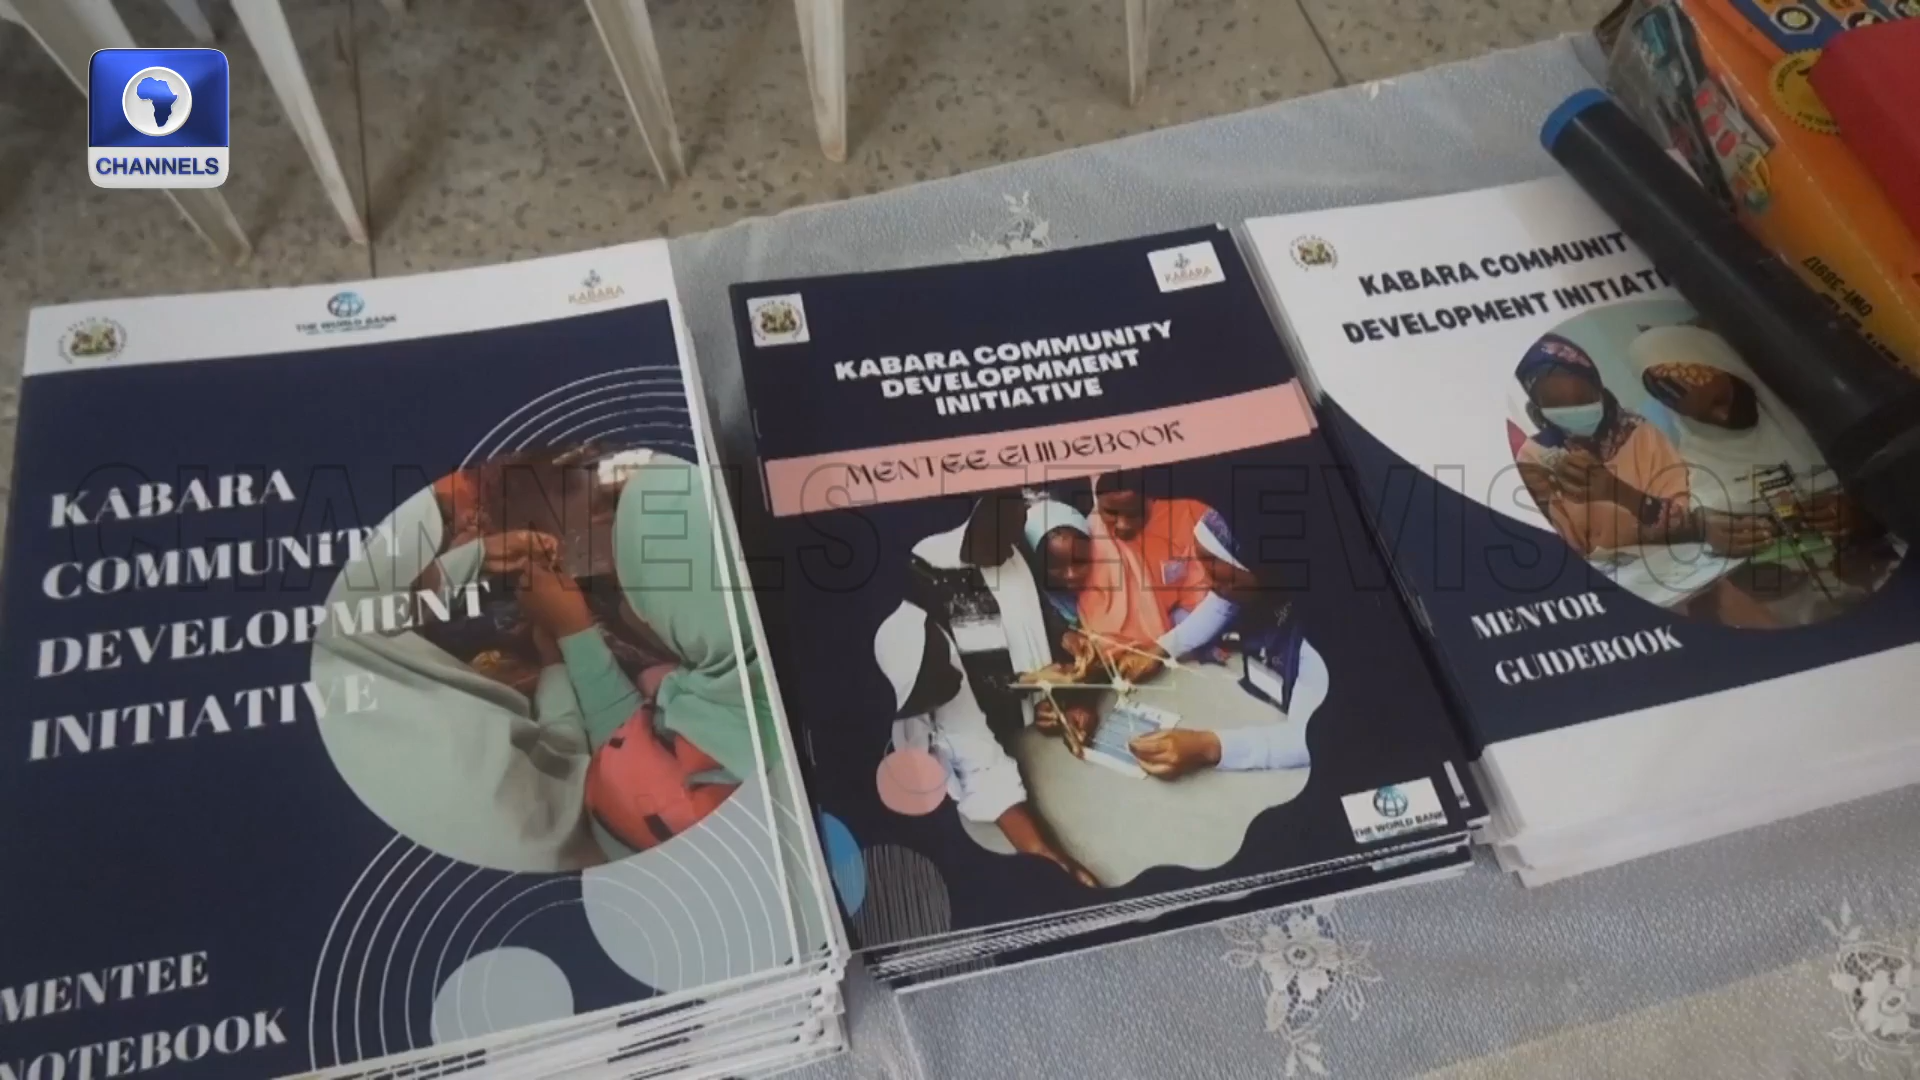 CHANNELS
CHANNELS TELEVISION
THE WORLD BANK
KABARA
KABARA
COMMUNITY
DEVELOPMENT
INITIATIVE
MENTEE
NOTEBOOK
KABARA
KABARA COMMUNITY
DEVELOPMMENT
INITIATIVE
MENTEE GUIDEBOOK
THE WORLD BANK
KABARA COMMUNIT
DEVELOPMENT INITIATI
MENTOR
GUIDEBOOK